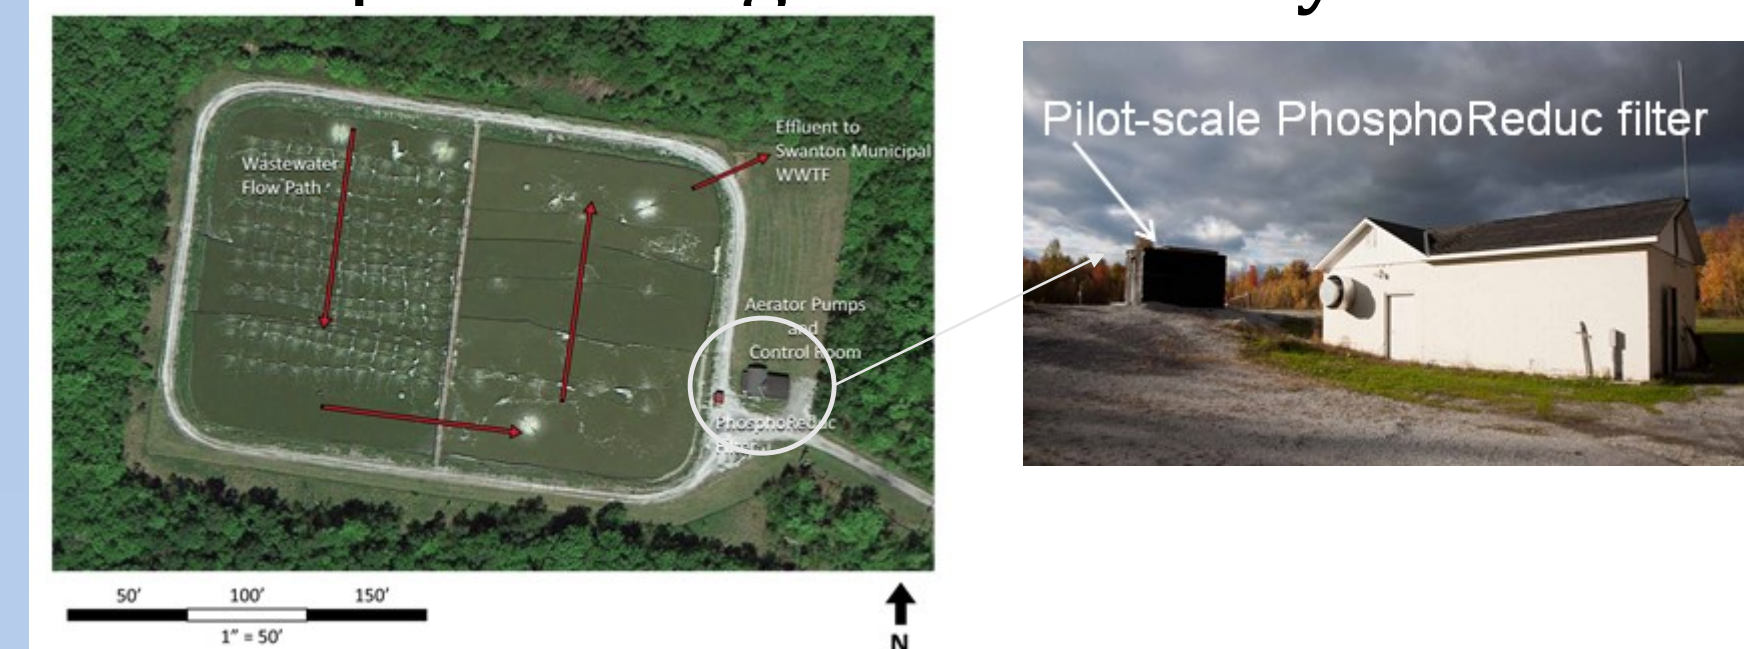 Wastewater
Flow Path
Effluent to
Swanton Municipal
WWTF
Aerator Pumps
and
Control Room
PhosphoReduc
50' 100' 150'
1" = 50'
N
Pilot-scale PhosphoReduc filter